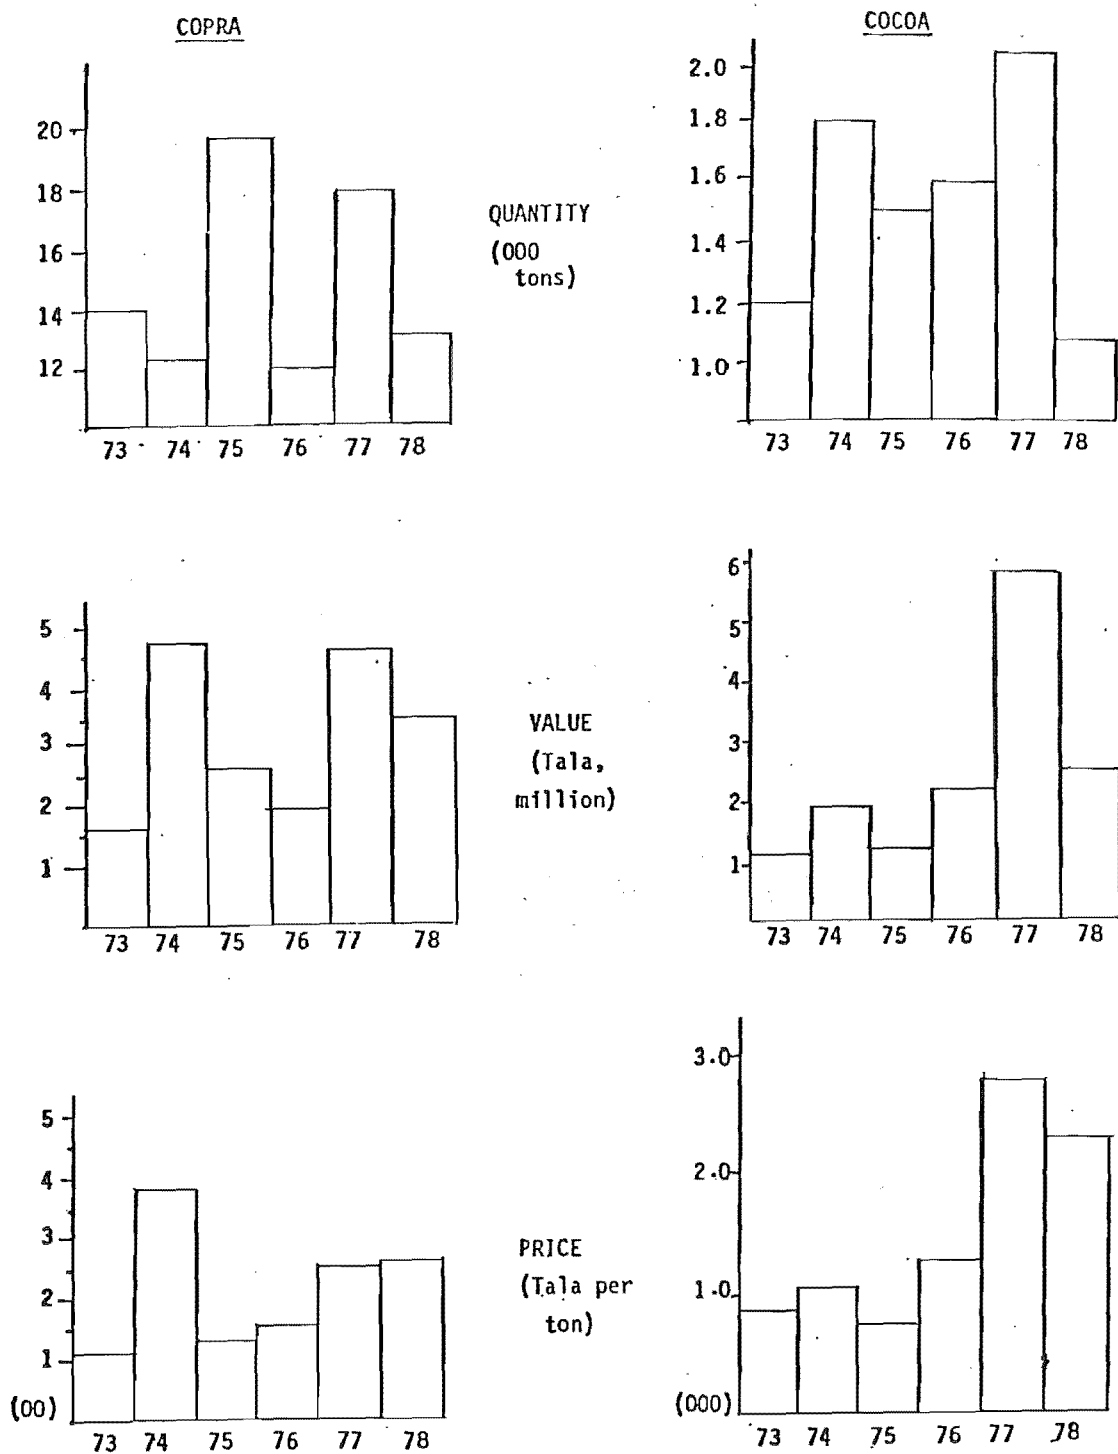 COPRA
COCOA
20
18
16
14
12
73 74 75 76 77 78
QUANTITY
(000
tons)
2.0
1.8
1.6
1.4
1.2
1.0
73 74 75 76 77 78
5
4
3
2
1
73 74 75 76 77 78
VALUE
(Tala,
million)
6
5
4
3
2
1
73 74 75 76 77 78
5
4
3
2
1
(00)
73 74 75 76 77 78
PRICE
(Tala per
ton)
3.0
2.0
1.0
(000)
73 74 75 76 77 78